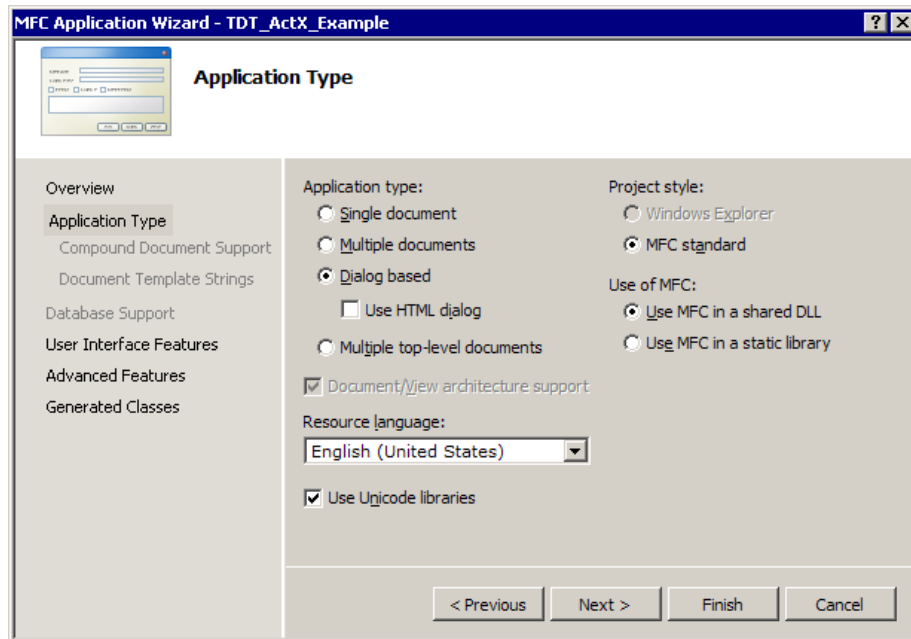 MFC Application Wizard - TDT_ActX_Example
Application Type
Overview
Application Type
Compound Document Support
Document Template Strings
Database Support
User Interface Features
Advanced Features
Generated Classes
Application type:
Single document
Multiple documents
Dialog based
Use HTML dialog
Multiple top-level documents
Document/View architecture support
Resource language:
English (United States)
Use Unicode libraries
Project style:
Windows Explorer
MFC standard
Use of MFC:
Use MFC in a shared DLL
Use MFC in a static library
< Previous
Next >
Finish
Cancel